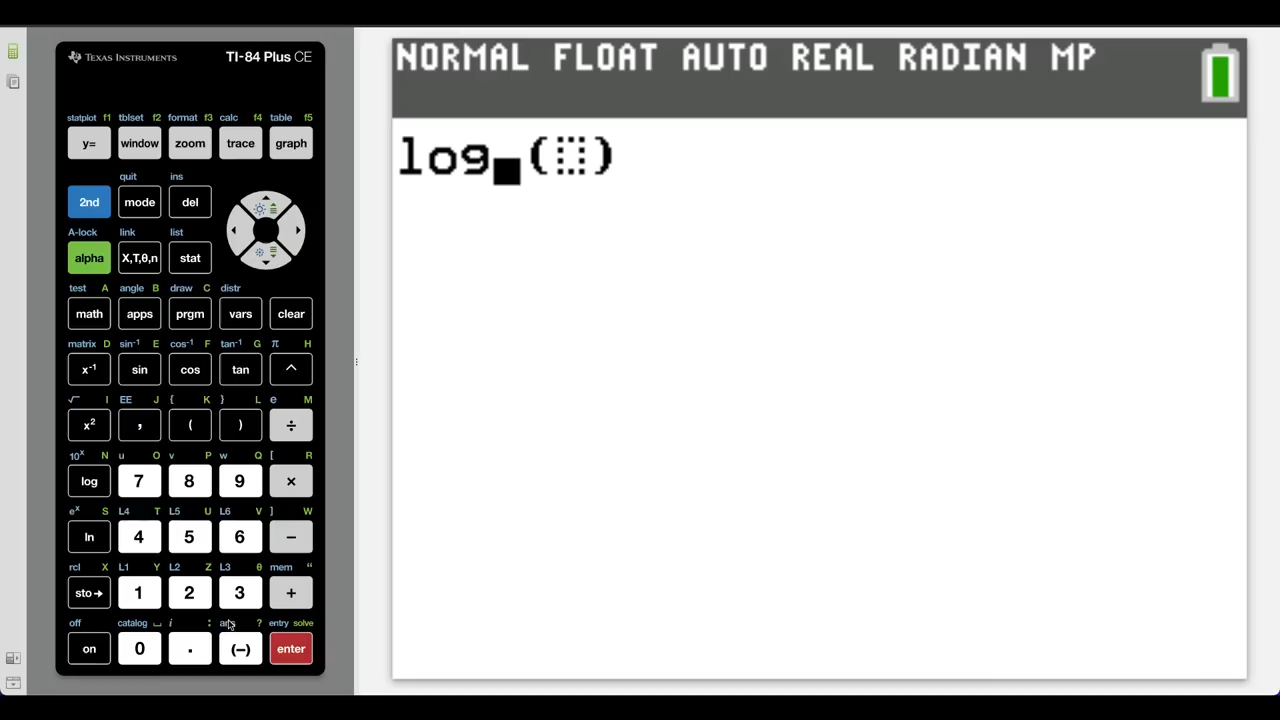 TEXAS INSTRUMENTS TI-84 Plus CE
statplot f1 tblset f2 format f3 calc f4 table f5
y= window zoom trace graph
quit ins
2nd mode del
A-lock link list
alpha X,T,θ,n stat
test A angle B draw C distr
math apps prgm vars clear
matrix D sin⁻¹ E cos⁻¹ F tan⁻¹ G π H
x⁻¹ sin cos tan ^
√ I EE J { K } L e M
x² , ( ) ÷
10ˣ N u O v P w Q [ R
log 7 8 9 ×
eˣ S L4 T L5 U L6 V ] W
ln 4 5 6 −
rcl X L1 Y L2 Z L3 θ mem “
sto→ 1 2 3 +
off catalog ⎵ i : ans ? entry solve
on 0 . (−) enter
NORMAL FLOAT AUTO REAL RADIAN MP
log■(⬚)